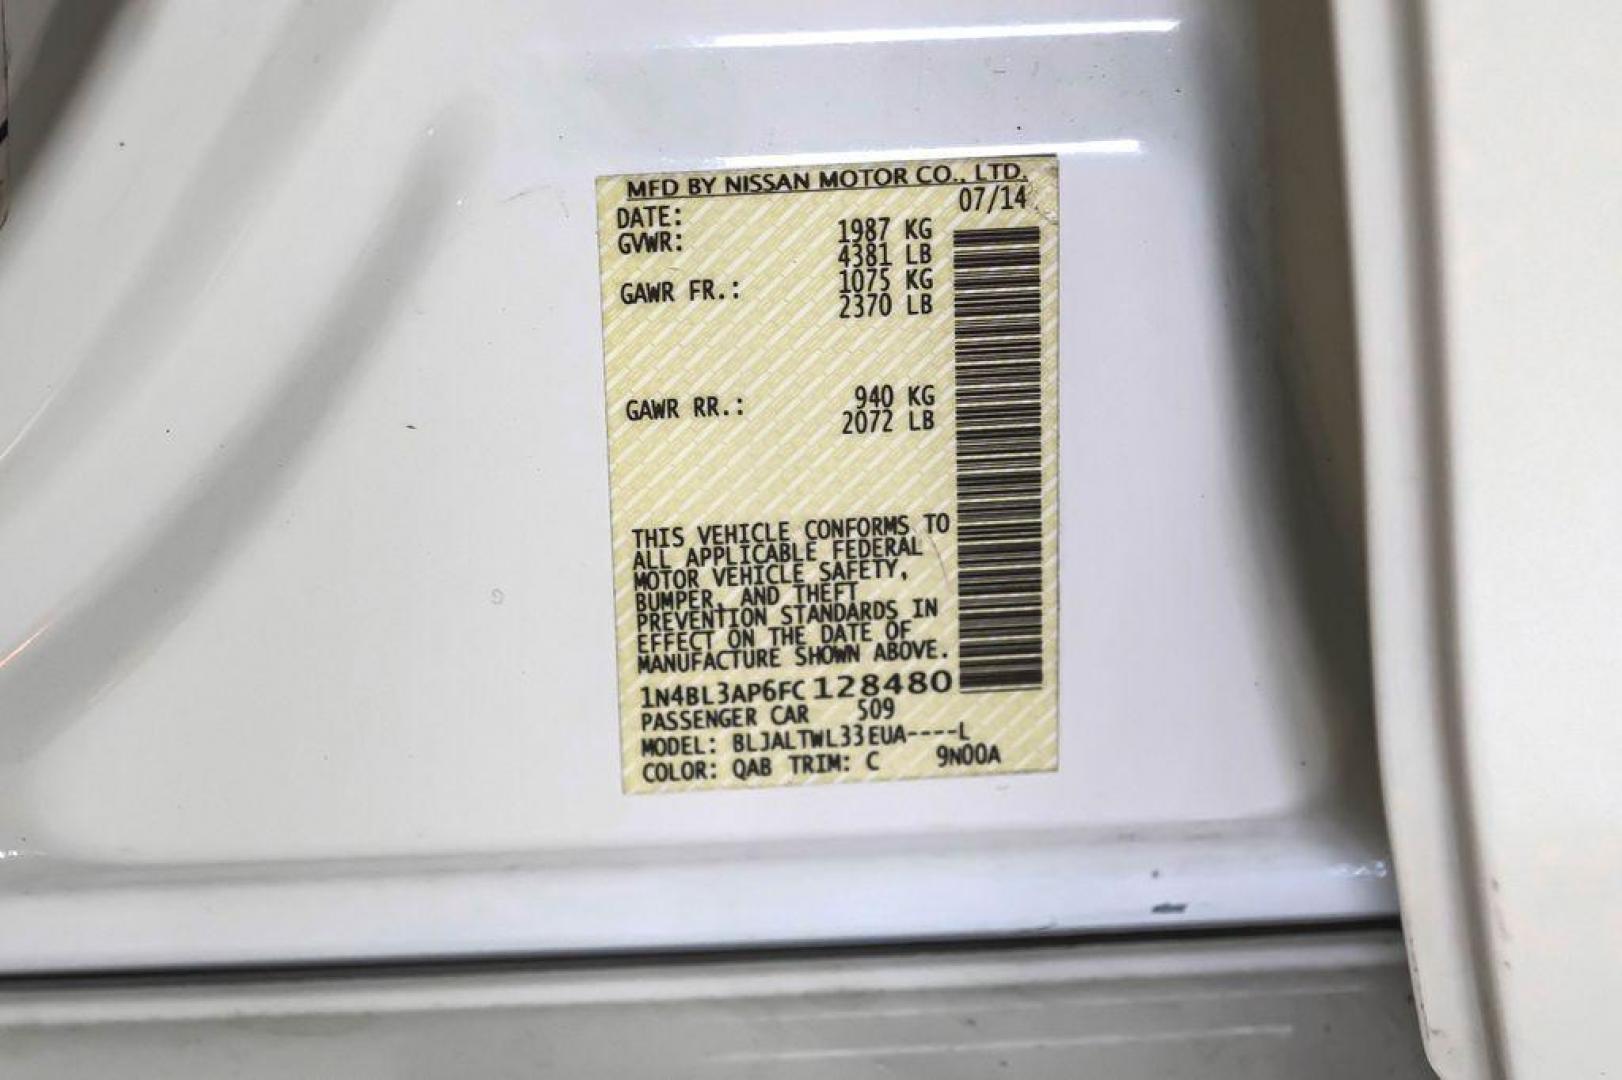 MFD BY NISSAN MOTOR CO., LTD.
DATE: 07/14
GVWR: 1987 KG
4381 LB
GAWR FR.: 1075 KG
2370 LB
GAWR RR.: 940 KG
2072 LB
THIS VEHICLE CONFORMS TO
ALL APPLICABLE FEDERAL
MOTOR VEHICLE SAFETY,
BUMPER, AND THEFT
PREVENTION STANDARDS IN
EFFECT ON THE DATE OF
MANUFACTURE SHOWN ABOVE.
1N4BL3AP6FC128480
PASSENGER CAR 509
MODEL: BLJALTWL33EUA----L
COLOR: QAB TRIM: C 9N00A